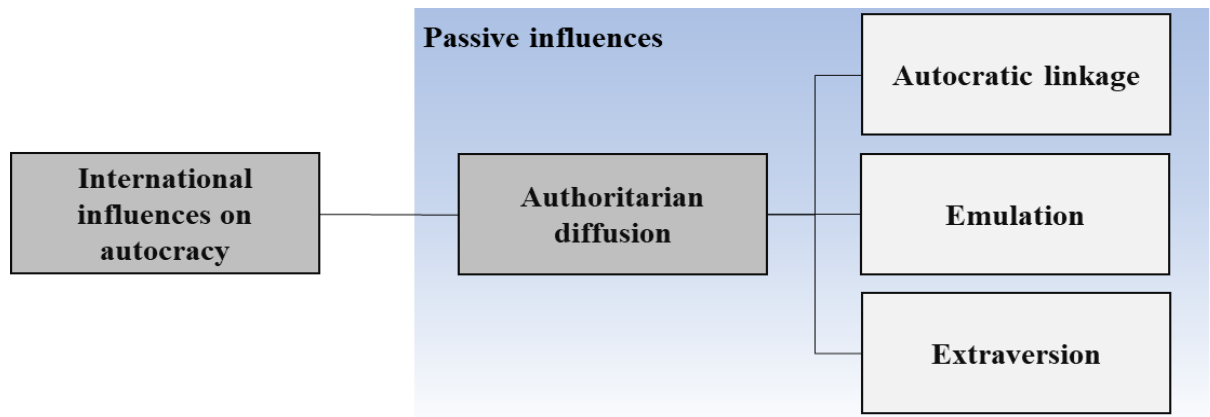 Passive influences
International
influences on
autocracy
Authoritarian
diffusion
Autocratic linkage
Emulation
Extraversion